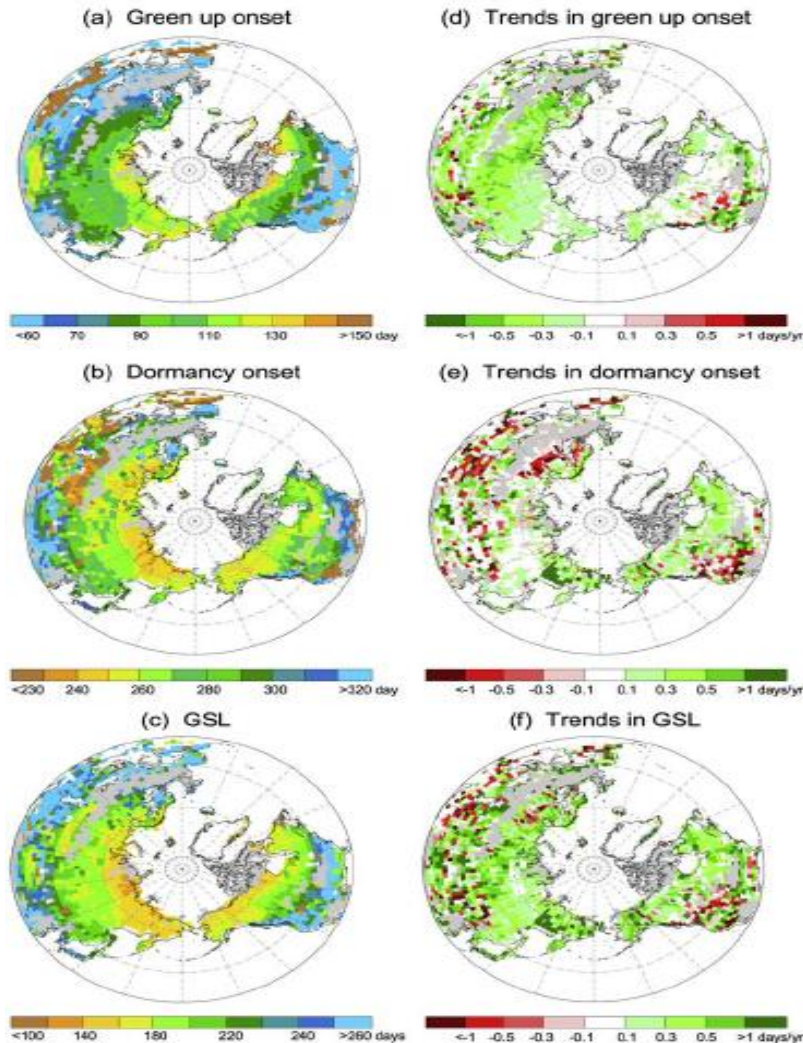 (a) Green up onset
(d) Trends in green up onset
<60 70 90 110 130 >150 day
<-1 -0.5 -0.3 -0.1 0.1 0.3 0.5 >1 days/yr
(b) Dormancy onset
(e) Trends in dormancy onset
<230 240 260 280 300 >320 day
<-1 -0.5 -0.3 -0.1 0.1 0.3 0.5 >1 days/yr
(c) GSL
(f) Trends in GSL
<100 140 180 220 240 >260 days
<-1 -0.5 -0.3 -0.1 0.1 0.3 0.5 >1 days/yr